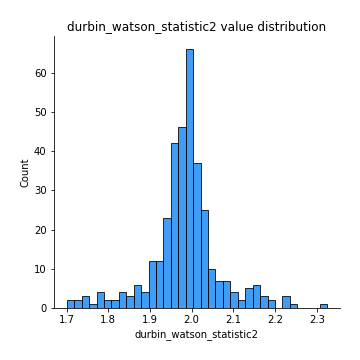 durbin_watson_statistic2 value distribution
60
50
40
30
20
10
0
Count
1.7 1.8 1.9 2.0 2.1 2.2 2.3
durbin_watson_statistic2